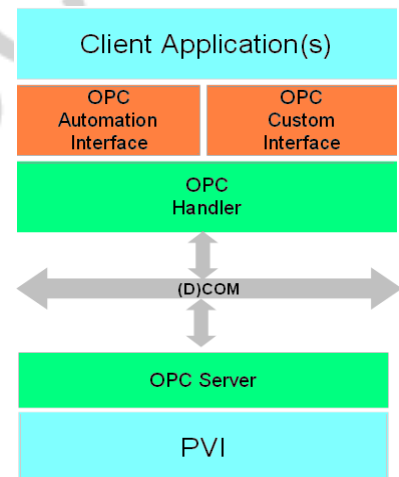 Client Application(s)
OPC
Automation
Interface
OPC
Custom
Interface
OPC
Handler
(D)COM
OPC Server
PVI